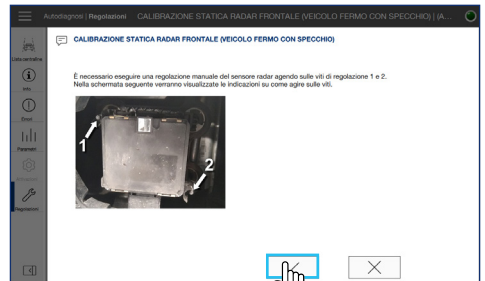 Autodiagnosi | Regolazioni CALIBRAZIONE STATICA RADAR FRONTALE (VEICOLO FERMO CON SPECCHIO) | (A...
CALIBRAZIONE STATICA RADAR FRONTALE (VEICOLO FERMO CON SPECCHIO)
Lista centraline
Info
Errori
Parametri
Regolazioni
È necessario eseguire una regolazione manuale del sensore radar agendo sulle viti di regolazione 1 e 2.
Nella schermata seguente verranno visualizzate le indicazioni su come agire sulle viti.
1
2